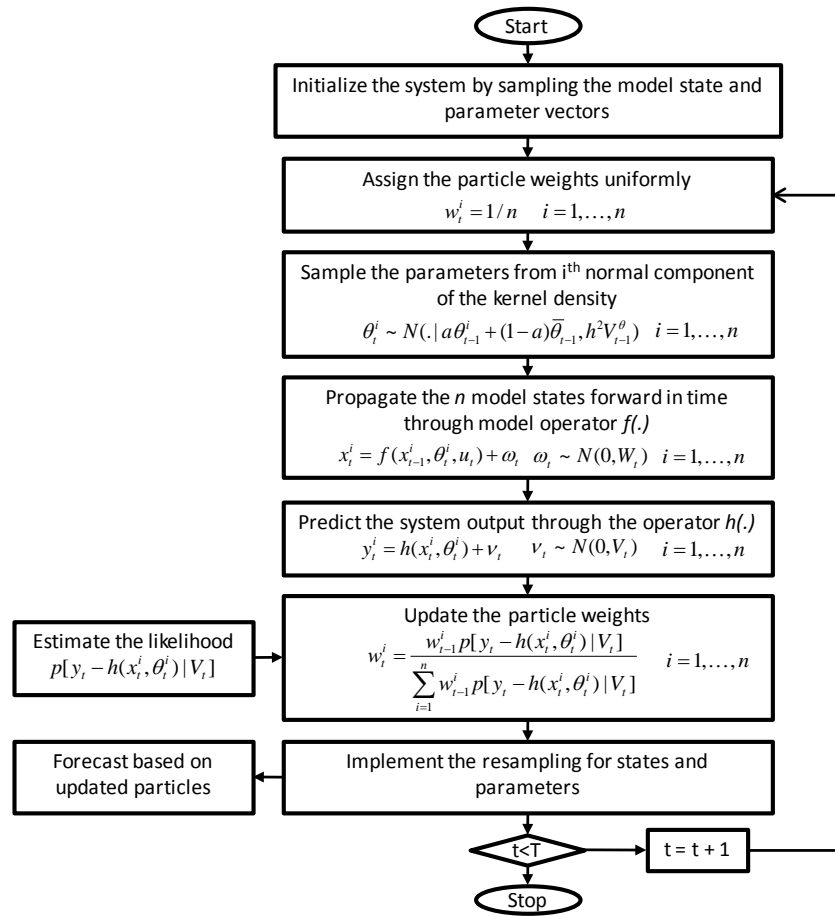 Start
Initialize the system by sampling the model state and
parameter vectors
Assign the particle weights uniformly
w_t^i = 1/n    i = 1,…,n
Sample the parameters from i^th normal component
of the kernel density
θ_t^i ~ N(.| aθ_{t-1}^i + (1-a)θ̅_{t-1}, h^2 V_{t-1}^θ)    i = 1,…,n
Propagate the n model states forward in time
through model operator f(.)
x_t^i = f(x_{t-1}^i, θ_t^i, u_t) + ω_t    ω_t ~ N(0, W_t)    i = 1,…,n
Predict the system output through the operator h(.)
y_t^i = h(x_t^i, θ_t^i) + ν_t    ν_t ~ N(0, V_t)    i = 1,…,n
Estimate the likelihood
p[y_t - h(x_t^i, θ_t^i) | V_t]
Update the particle weights
w_t^i = \frac{w_{t-1}^i p[y_t - h(x_t^i, θ_t^i) | V_t]}{\sum_{i=1}^{n} w_{t-1}^i p[y_t - h(x_t^i, θ_t^i) | V_t]}    i = 1,…,n
Forecast based on
updated particles
Implement the resampling for states and
parameters
t<T
t = t + 1
Stop